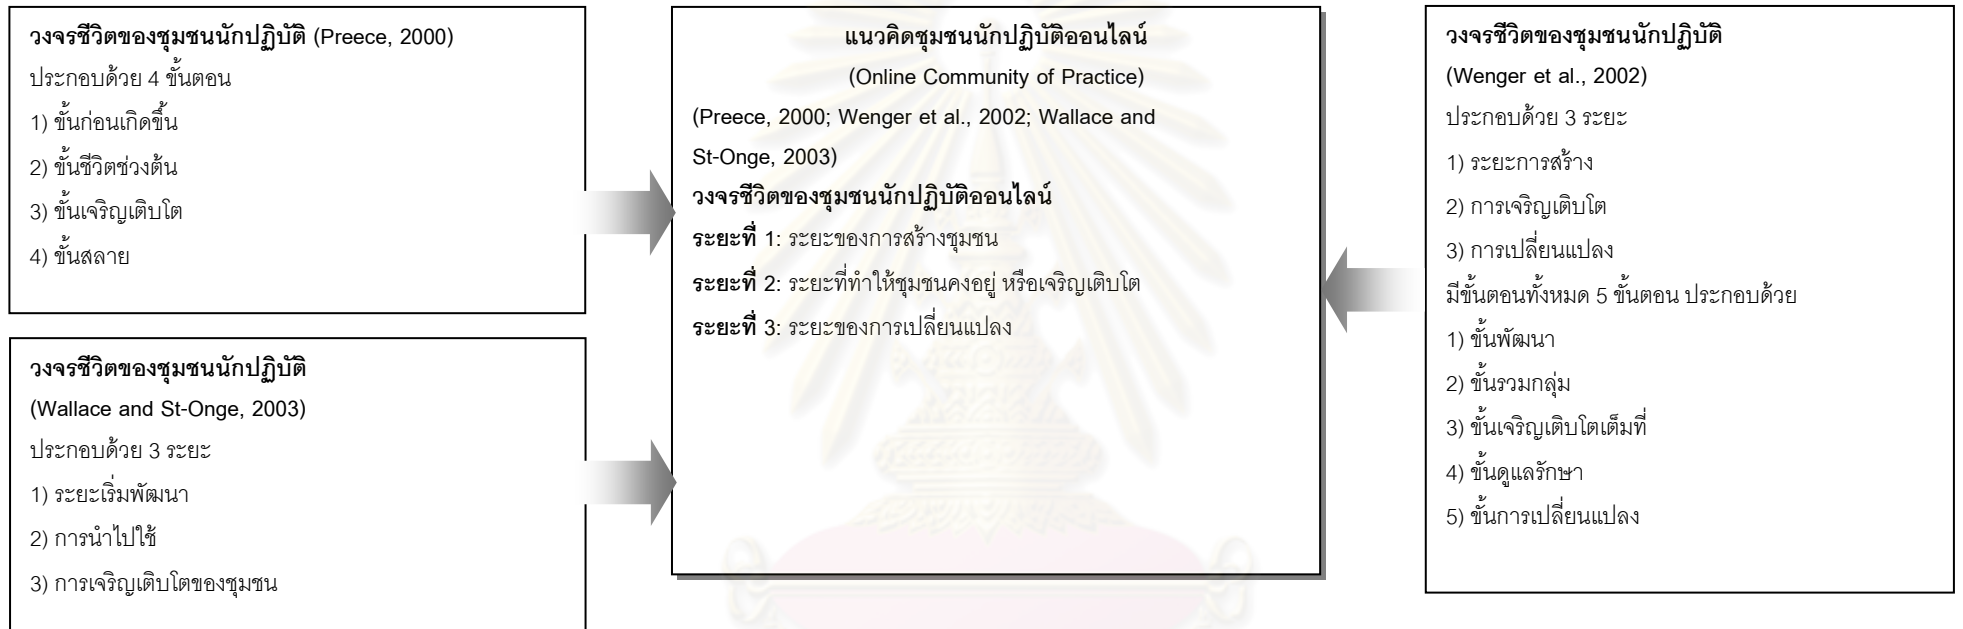 วงจรชีวิตของชุมชนนักปฏิบัติ (Preece, 2000)
ประกอบด้วย 4 ขั้นตอน
1) ขั้นก่อนเกิดขึ้น
2) ขั้นชีวิตช่วงต้น
3) ขั้นเจริญเติบโต
4) ขั้นสลาย
วงจรชีวิตของชุมชนนักปฏิบัติ
(Wallace and St-Onge, 2003)
ประกอบด้วย 3 ระยะ
1) ระยะเริ่มพัฒนา
2) การนำไปใช้
3) การเจริญเติบโตของชุมชน
แนวคิดชุมชนนักปฏิบัติออนไลน์
(Online Community of Practice)
(Preece, 2000; Wenger et al., 2002; Wallace and
St-Onge, 2003)
วงจรชีวิตของชุมชนนักปฏิบัติออนไลน์
ระยะที่ 1: ระยะของการสร้างชุมชน
ระยะที่ 2: ระยะที่ทำให้ชุมชนคงอยู่ หรือเจริญเติบโต
ระยะที่ 3: ระยะของการเปลี่ยนแปลง
วงจรชีวิตของชุมชนนักปฏิบัติ
(Wenger et al., 2002)
ประกอบด้วย 3 ระยะ
1) ระยะการสร้าง
2) การเจริญเติบโต
3) การเปลี่ยนแปลง
มีขั้นตอนทั้งหมด 5 ขั้นตอน ประกอบด้วย
1) ขั้นพัฒนา
2) ขั้นรวมกลุ่ม
3) ขั้นเจริญเติบโตเต็มที่
4) ขั้นดูแลรักษา
5) ขั้นการเปลี่ยนแปลง